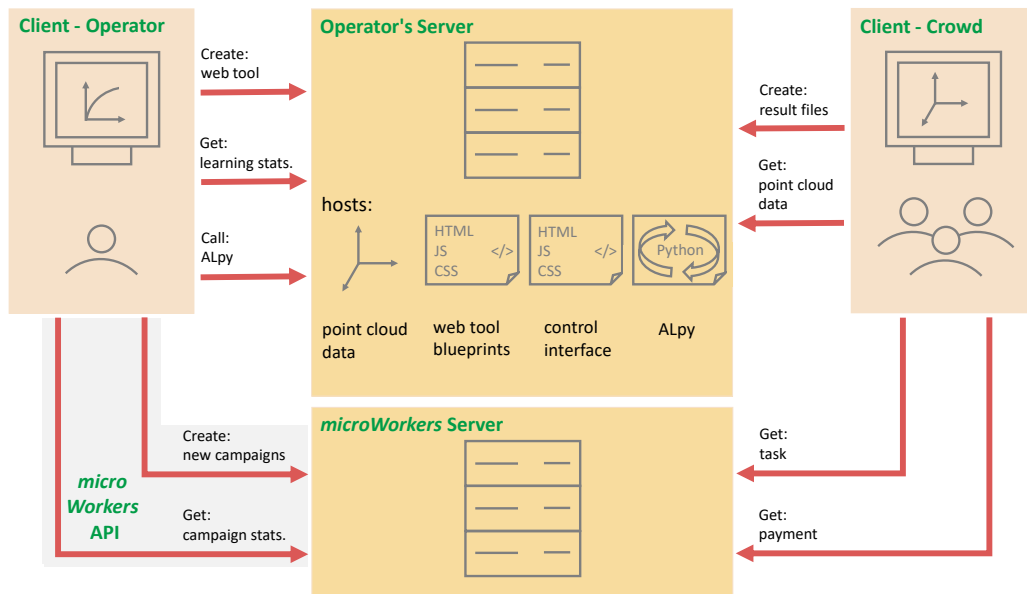 Client - Operator
Create:
web tool
Get:
learning stats.
Call:
ALpy
Operator's Server
hosts:
HTML
JS </>
CSS
HTML
JS </>
CSS
Python
point cloud
data
web tool
blueprints
control
interface
ALpy
Client - Crowd
Create:
result files
Get:
point cloud
data
micro
Workers
API
Create:
new campaigns
Get:
campaign stats.
microWorkers Server
Get:
task
Get:
payment